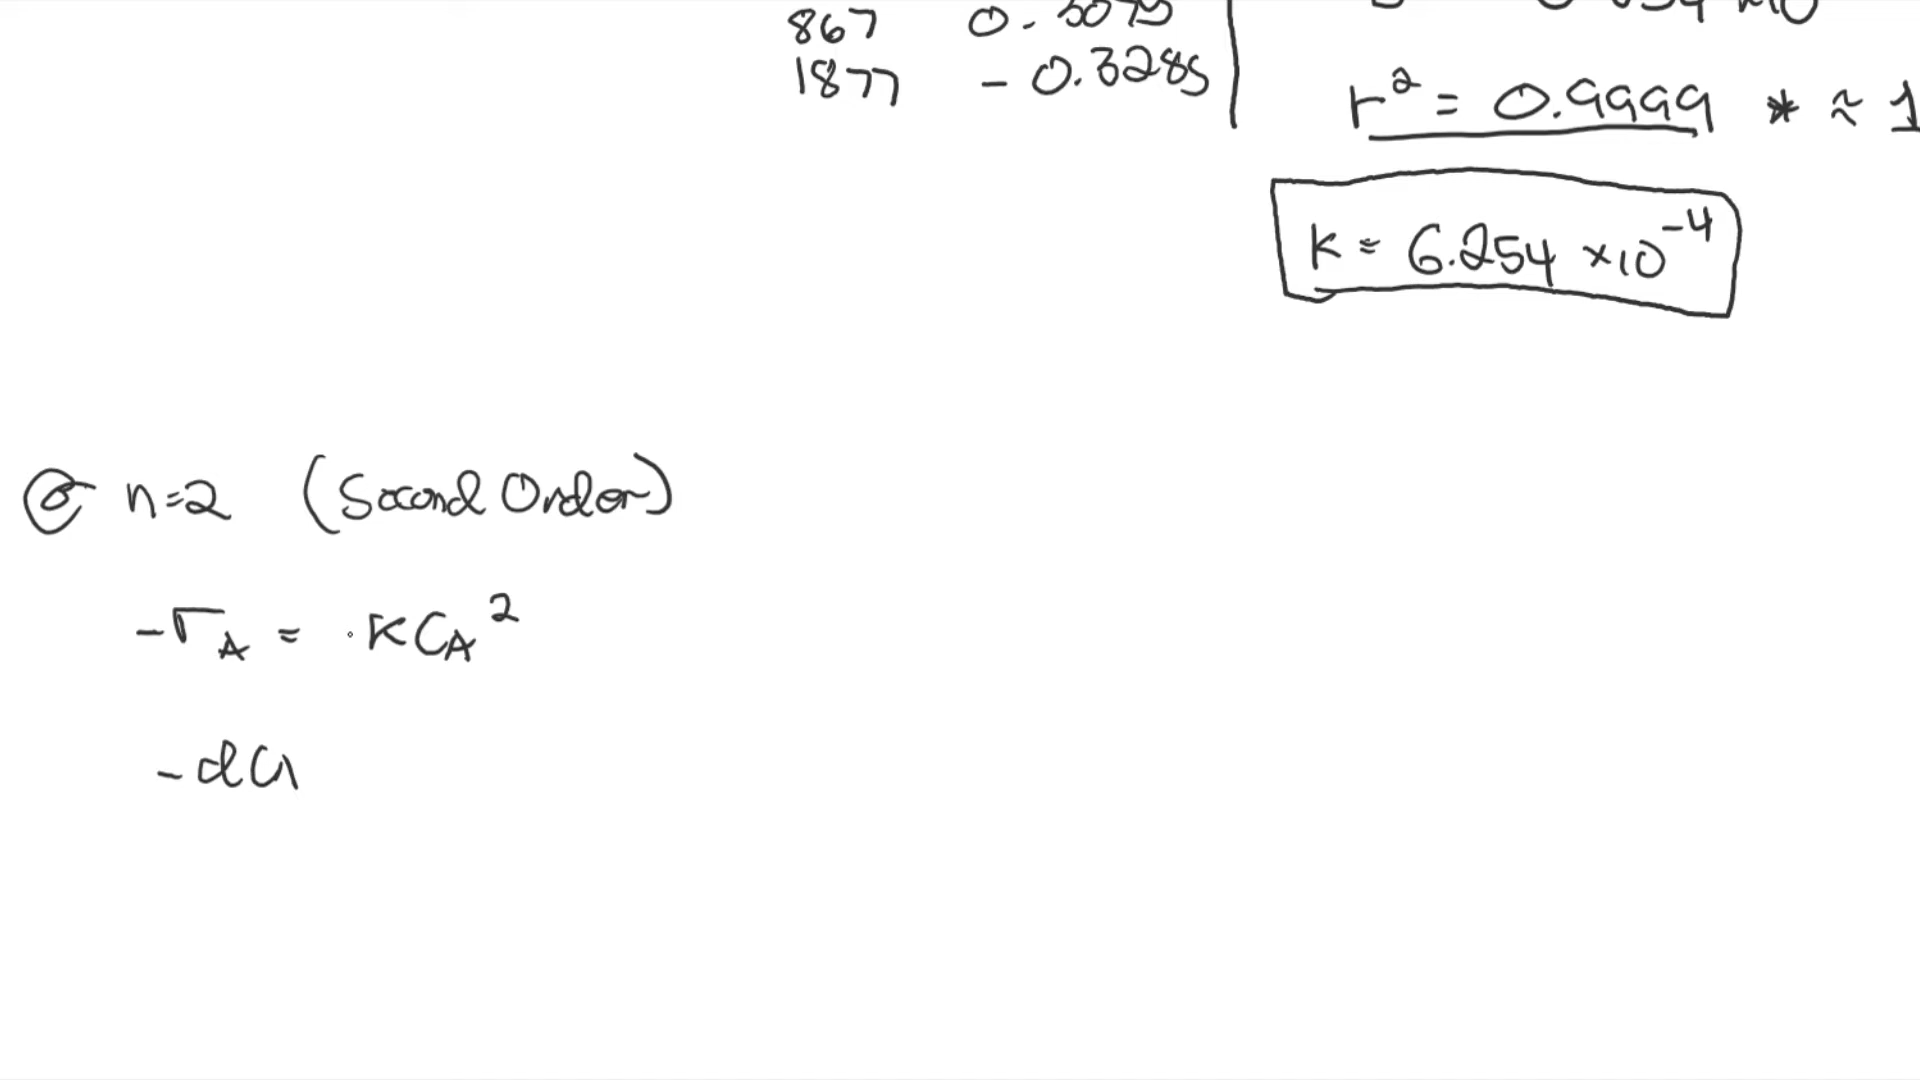 867
1877 - 0.3285
r² = 0.9999 * ≈ 1
k = 6.254 ×10⁻⁴
@ n=2 (Second Order)
-rA = KCA²
-dCA